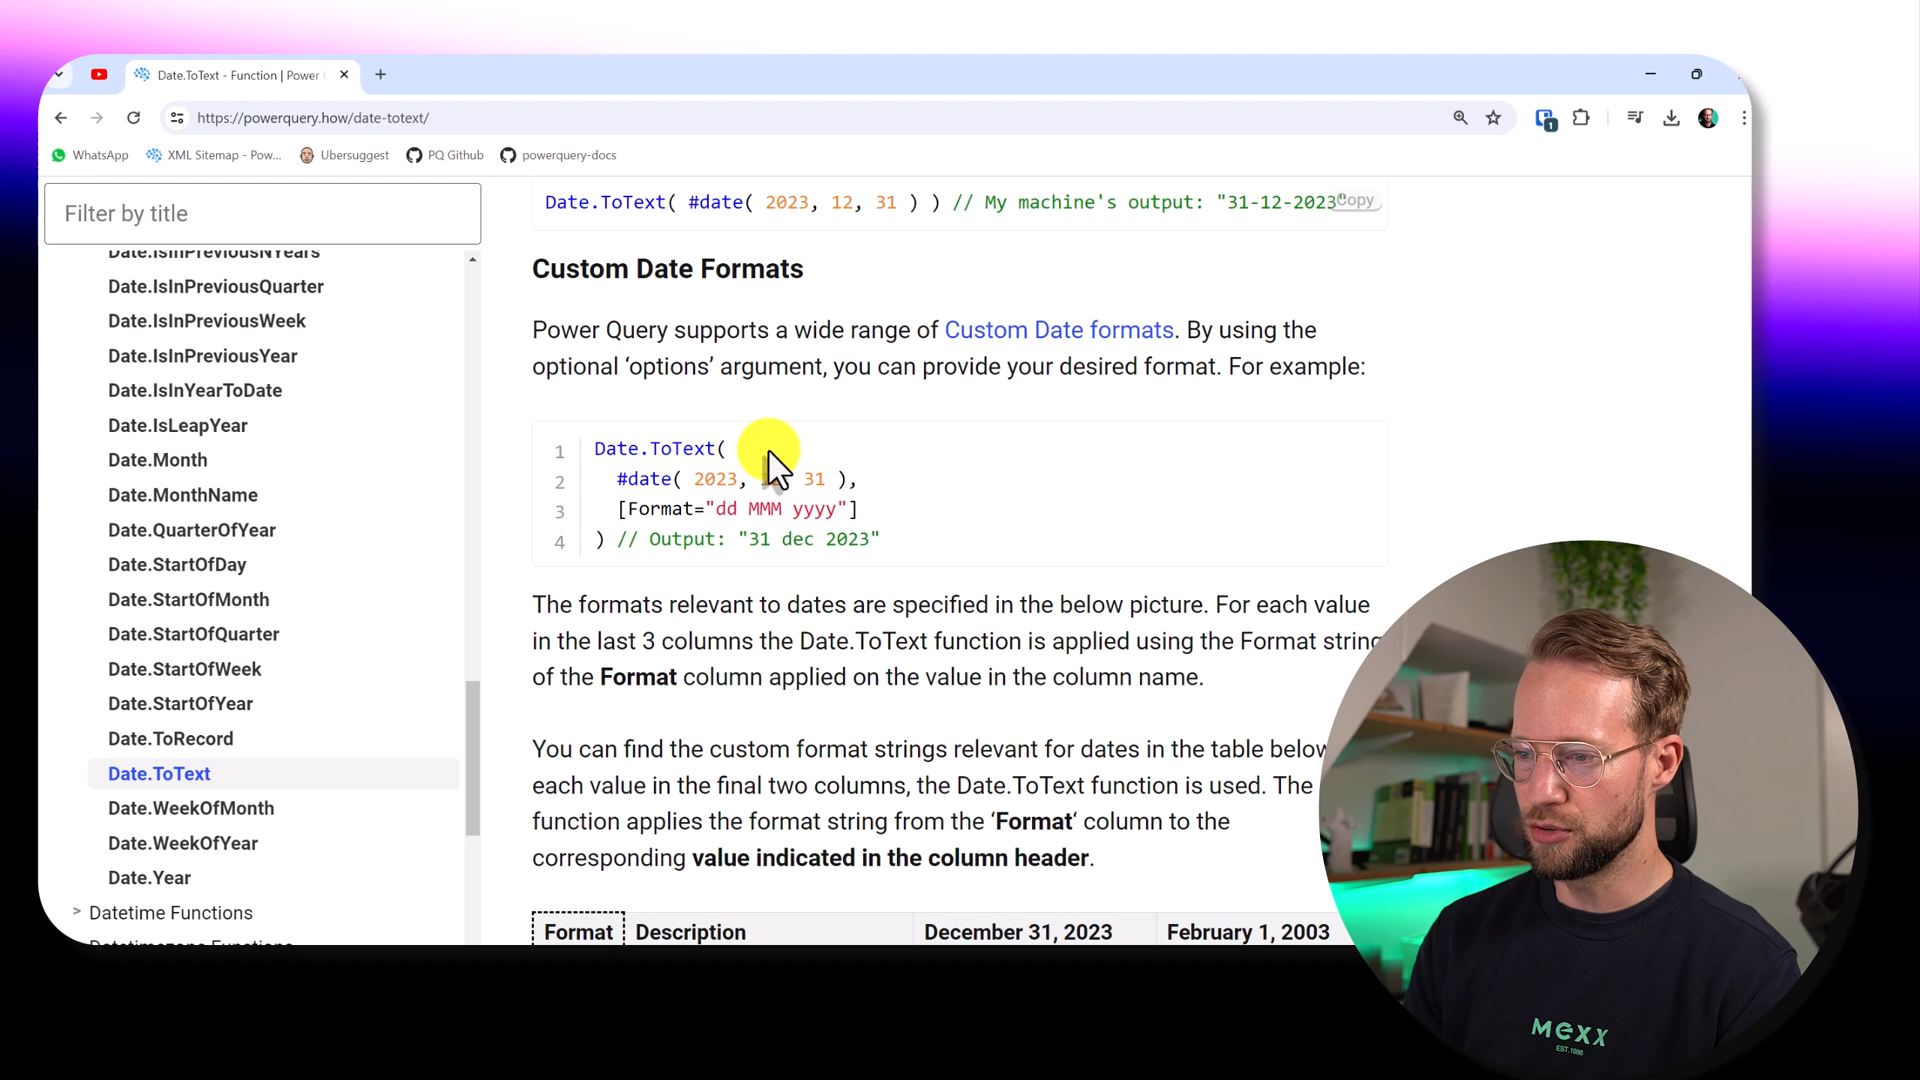 Date.ToText - Function | Power
https://powerquery.how/date-totext/
1
WhatsApp
XML Sitemap - Pow...
Ubersuggest
PQ Github
powerquery-docs
Filter by title
Date.IsInPreviousNYears
Date.IsInPreviousQuarter
Date.IsInPreviousWeek
Date.IsInPreviousYear
Date.IsInYearToDate
Date.IsLeapYear
Date.Month
Date.MonthName
Date.QuarterOfYear
Date.StartOfDay
Date.StartOfMonth
Date.StartOfQuarter
Date.StartOfWeek
Date.StartOfYear
Date.ToRecord
Date.ToText
Date.WeekOfMonth
Date.WeekOfYear
Date.Year
> Datetime Functions
Datetimezone Functions
Date.ToText( #date( 2023, 12, 31 ) ) // My machine's output: "31-12-2023"
Copy
Custom Date Formats
Power Query supports a wide range of Custom Date formats. By using the
optional ‘options’ argument, you can provide your desired format. For example:
1 Date.ToText(
2 #date( 2023, 31 ),
3 [Format="dd MMM yyyy"]
4 ) // Output: "31 dec 2023"
The formats relevant to dates are specified in the below picture. For each value
in the last 3 columns the Date.ToText function is applied using the Format string
of the Format column applied on the value in the column name.
You can find the custom format strings relevant for dates in the table below
each value in the final two columns, the Date.ToText function is used. The
function applies the format string from the ‘Format‘ column to the
corresponding value indicated in the column header.
Format Description December 31, 2023 February 1, 2003
mexx
EST.1986